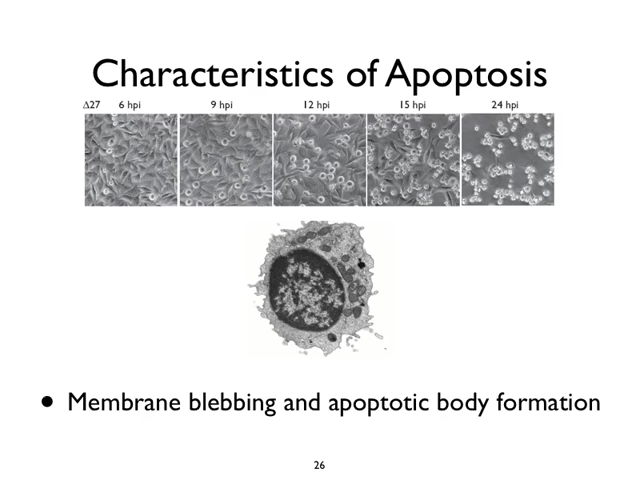 Characteristics of Apoptosis
Δ27 6 hpi 9 hpi 12 hpi 15 hpi 24 hpi
• Membrane blebbing and apoptotic body formation
26